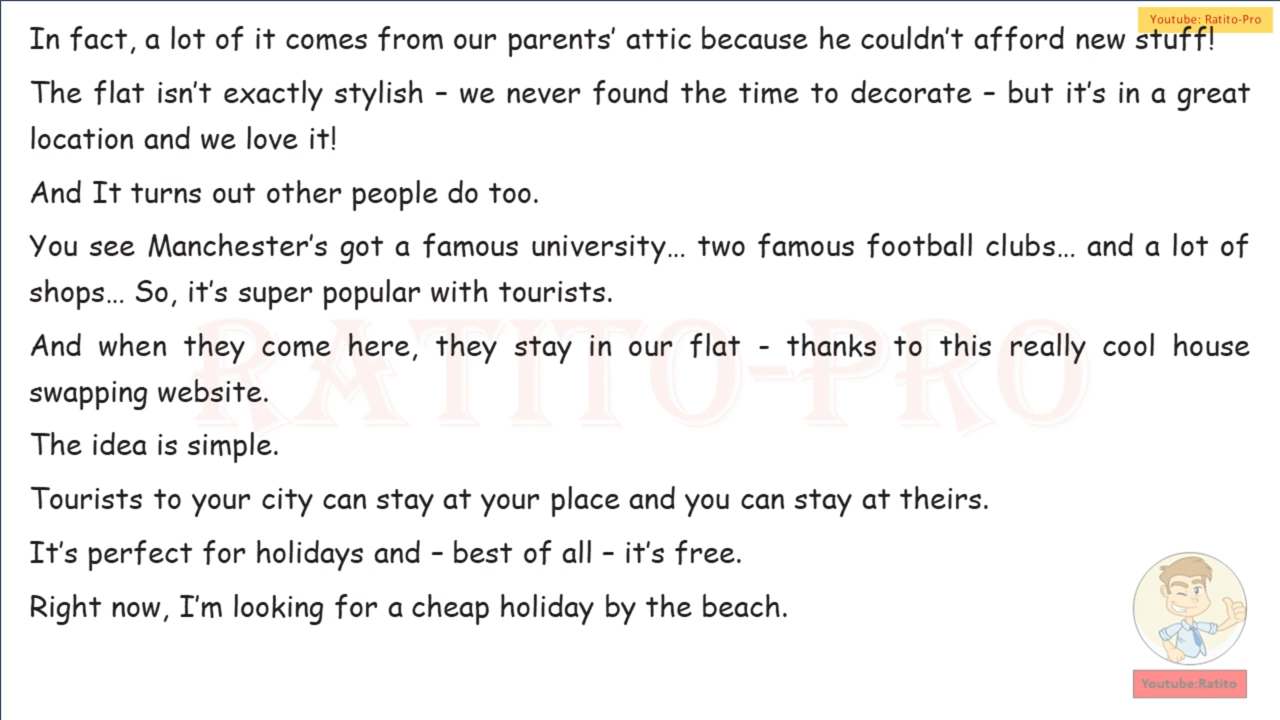 Youtube: Ratito-Pro
In fact, a lot of it comes from our parents’ attic because he couldn’t afford new stuff!
The flat isn’t exactly stylish – we never found the time to decorate – but it’s in a great
location and we love it!
And It turns out other people do too.
You see Manchester’s got a famous university... two famous football clubs... and a lot of
shops... So, it’s super popular with tourists.
RATITO-PRO
And when they come here, they stay in our flat - thanks to this really cool house
swapping website.
The idea is simple.
Tourists to your city can stay at your place and you can stay at theirs.
It’s perfect for holidays and – best of all – it’s free.
Right now, I’m looking for a cheap holiday by the beach.
Youtube:Ratito